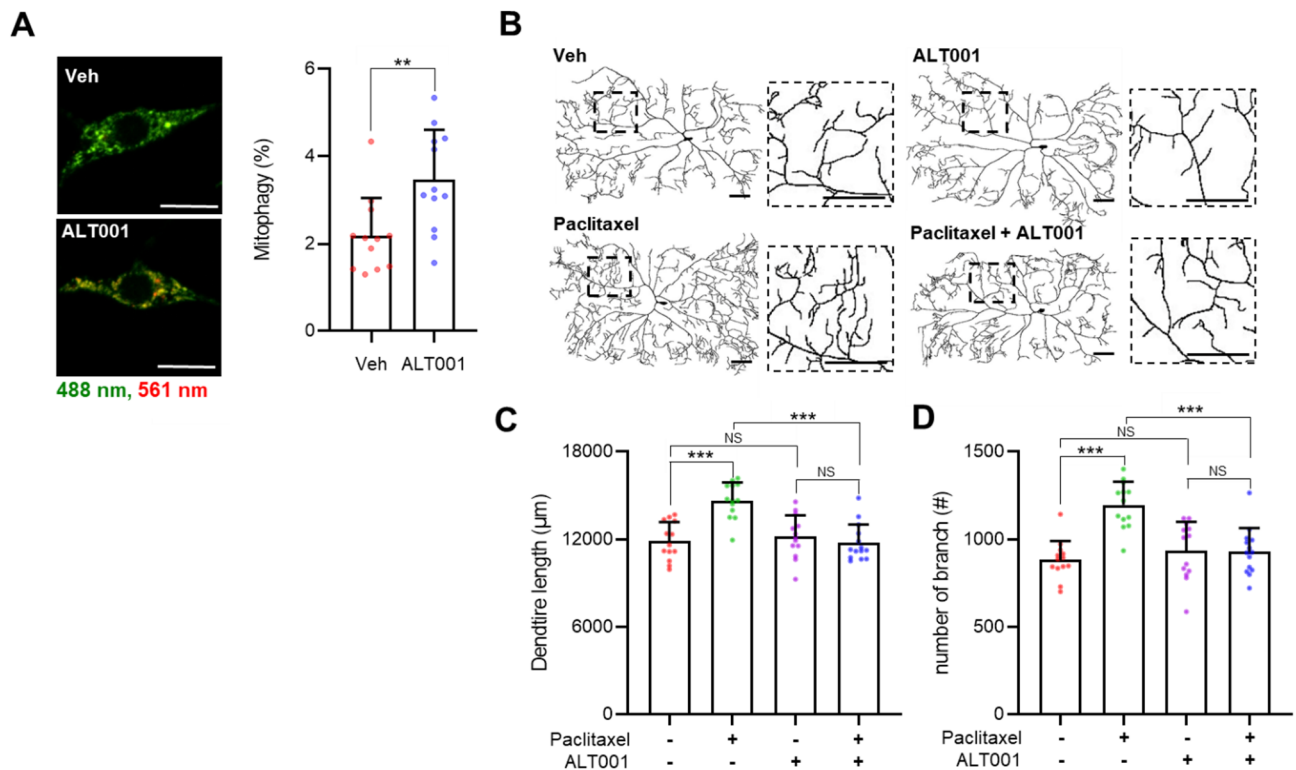 A
Veh
ALT001
488 nm, 561 nm
Mitophagy (%)
6
4
2
0
**
Veh ALT001
B
Veh
ALT001
Paclitaxel
Paclitaxel + ALT001
C
Dendtire length (µm)
18000
12000
6000
0
***
NS
***
NS
Paclitaxel - + - +
ALT001 - - + +
D
number of branch (#)
1500
1000
500
0
***
NS
***
NS
Paclitaxel - + - +
ALT001 - - + +